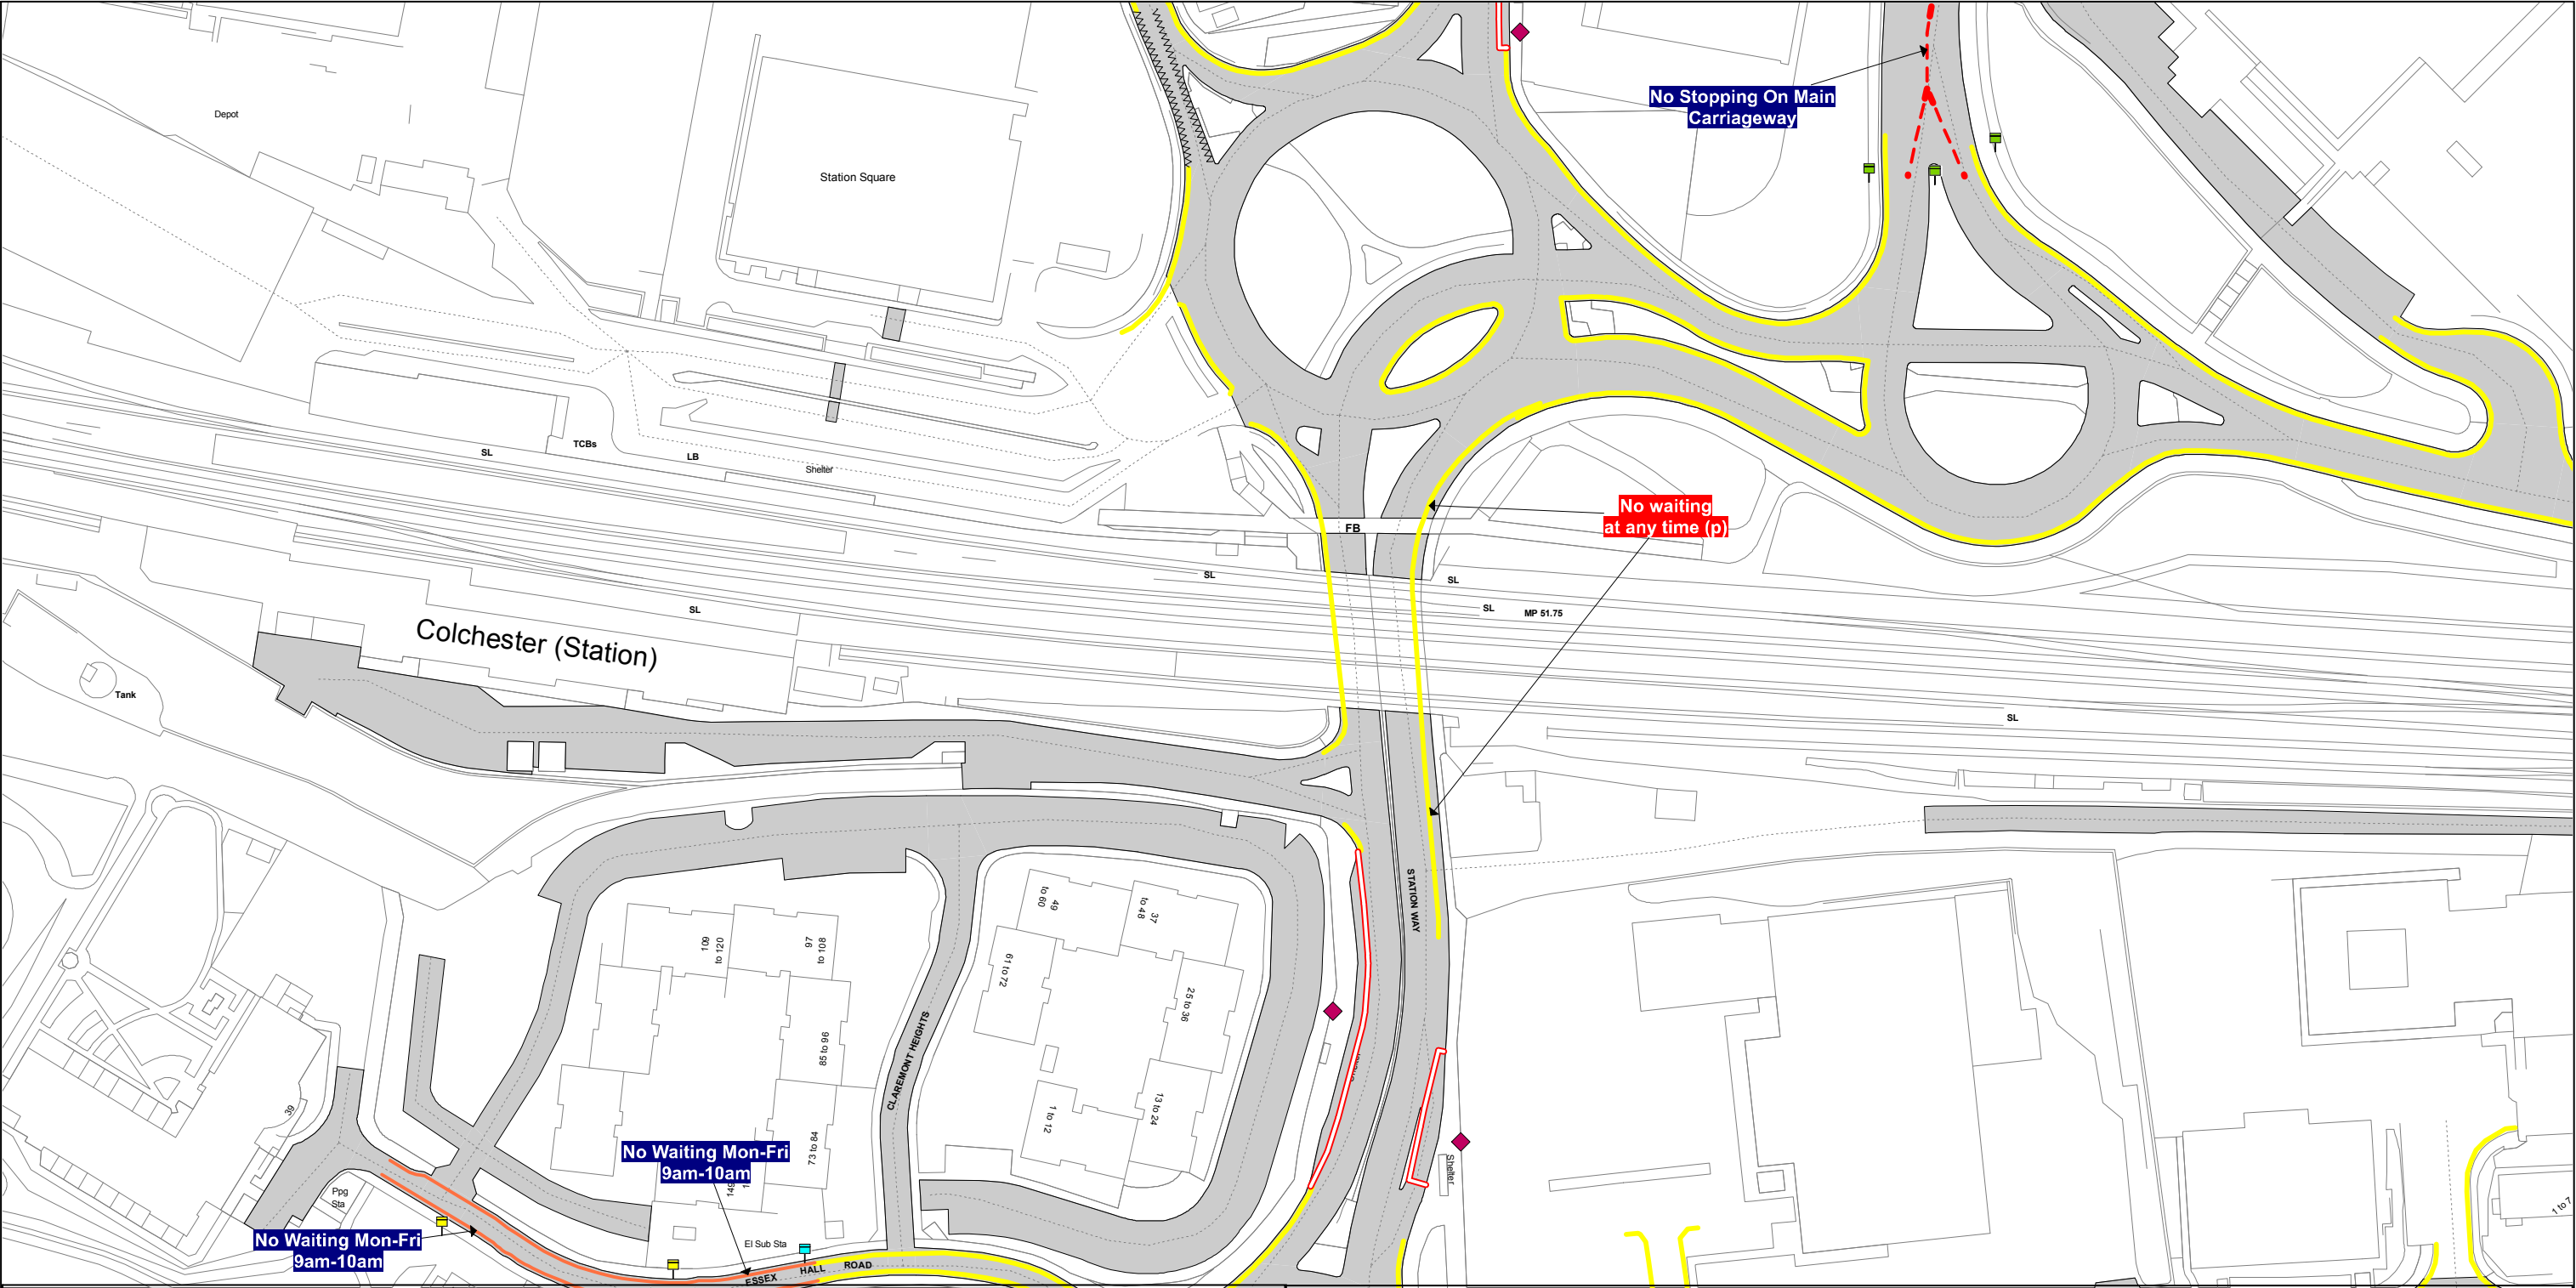 No Stopping On Main
Carriageway
Depot
Station Square
TCBs
SL
LB
Shelter
No waiting
at any time (p)
FB
SL
SL
SL
SL
MP 51.75
Colchester (Station)
Tank
SL
STATION WAY
49
to 60
37
to 48
109
to 120
97
to 108
61 to 72
25 to 36
CLAREMONT HEIGHTS
85 to 96
39
1 to 12
13 to 24
73 to 84
No Waiting Mon-Fri
9am-10am
Shelter
Ppg
Sta
1 to 7
No Waiting Mon-Fri
9am-10am
El Sub Sta
ESSEX HALL ROAD